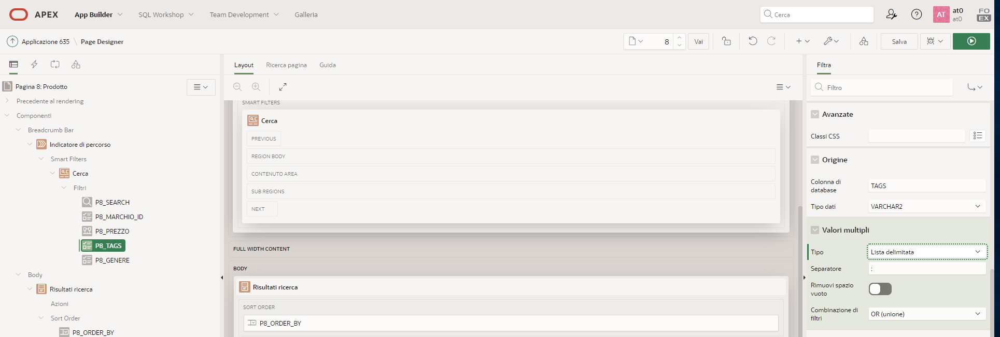 APEX
App Builder
SQL Workshop
Team Development
Galleria
Cerca
AT
at0
at0
FO
EX
Applicazione 635 \ Page Designer
8
Vai
Salva
Layout
Ricerca pagina
Guida
Filtra
Pagina 8: Prodotto
Filtro
Precedente al rendering
Componenti
Breadcrumb Bar
Indicatore di percorso
Smart Filters
Cerca
Filtri
P8_SEARCH
P8_MARCHIO_ID
P8_PREZZO
P8_TAGS
P8_GENERE
Body
Risultati ricerca
Azioni
Sort Order
P8_ORDER_BY
SMART FILTERS
Cerca
PREVIOUS
REGION BODY
CONTENUTO AREA
SUB REGIONS
NEXT
FULL WIDTH CONTENT
BODY
Risultati ricerca
SORT ORDER
P8_ORDER_BY
Avanzate
Classi CSS
Origine
Colonna di
database
TAGS
Tipo dati
VARCHAR2
Valori multipli
Tipo
Lista delimitata
Separatore
:
Rimuovi spazio
vuoto
Combinazione di
filtri
OR (unione)